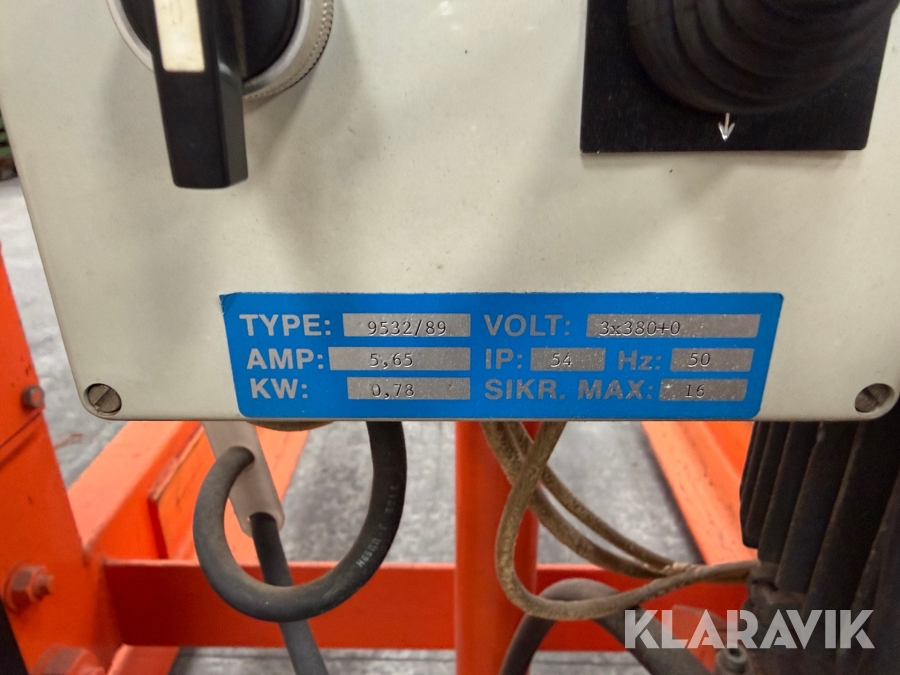 TYPE: 9532/89 VOLT: 3x380+0
AMP: 5,65 IP: 54 Hz: 50
KW: 0,78 SIKR. MAX: 16
KLARAVIK